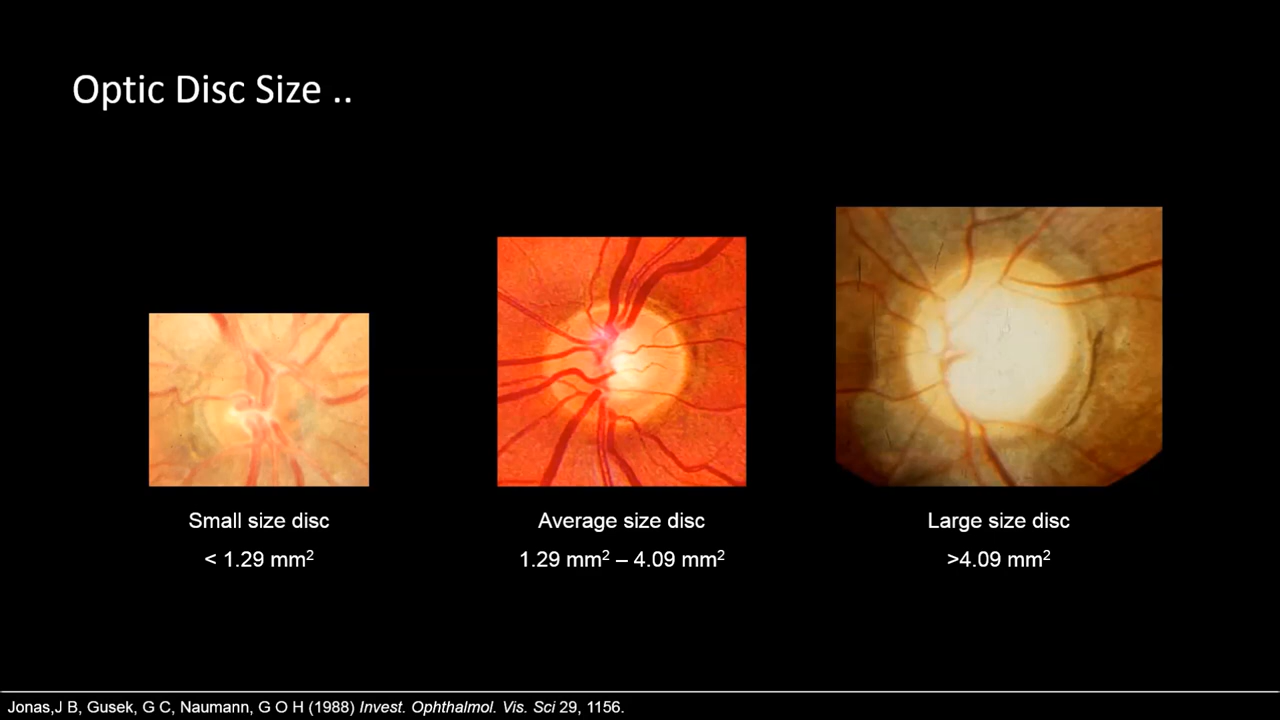 Optic Disc Size ..
Small size disc
< 1.29 mm²
Average size disc
1.29 mm² – 4.09 mm²
Large size disc
>4.09 mm²
Jonas,J B, Gusek, G C, Naumann, G O H (1988) Invest. Ophthalmol. Vis. Sci 29, 1156.